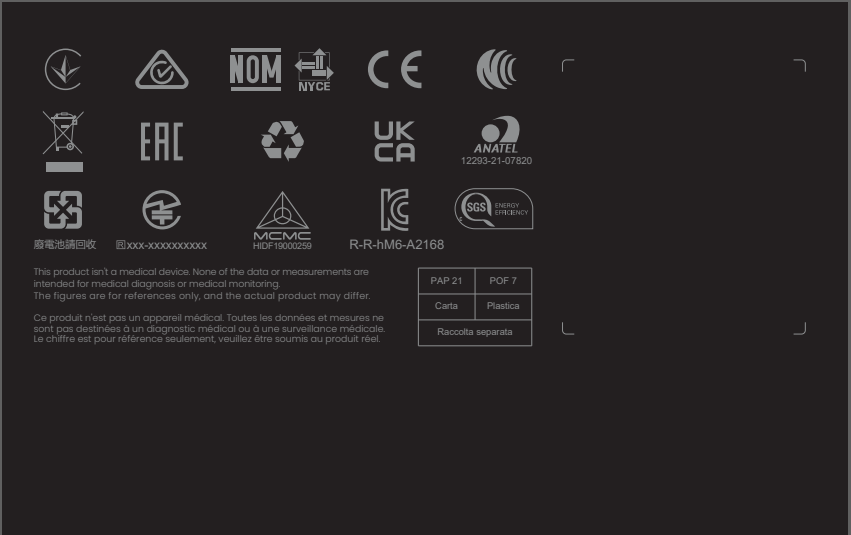 NOM
NYCE
CE
EAC
UK
CA
ANATEL
12293-21-07820
廢電池請回收
R xxx-xxxxxxxxxx
MCMC
HIDF19000259
R-R-hM6-A2168
SGS ENERGY
EFFICIENCY
This product isn't a medical device. None of the data or measurements are
intended for medical diagnosis or medical monitoring.
The figures are for references only, and the actual product may differ.
Ce produit n'est pas un appareil médical. Toutes les données et mesures ne
sont pas destinées à un diagnostic médical ou à une surveillance médicale.
Le chiffre est pour référence seulement, veuillez être soumis au produit réel.
PAP 21 POF 7
Carta Plastica
Raccolta separata